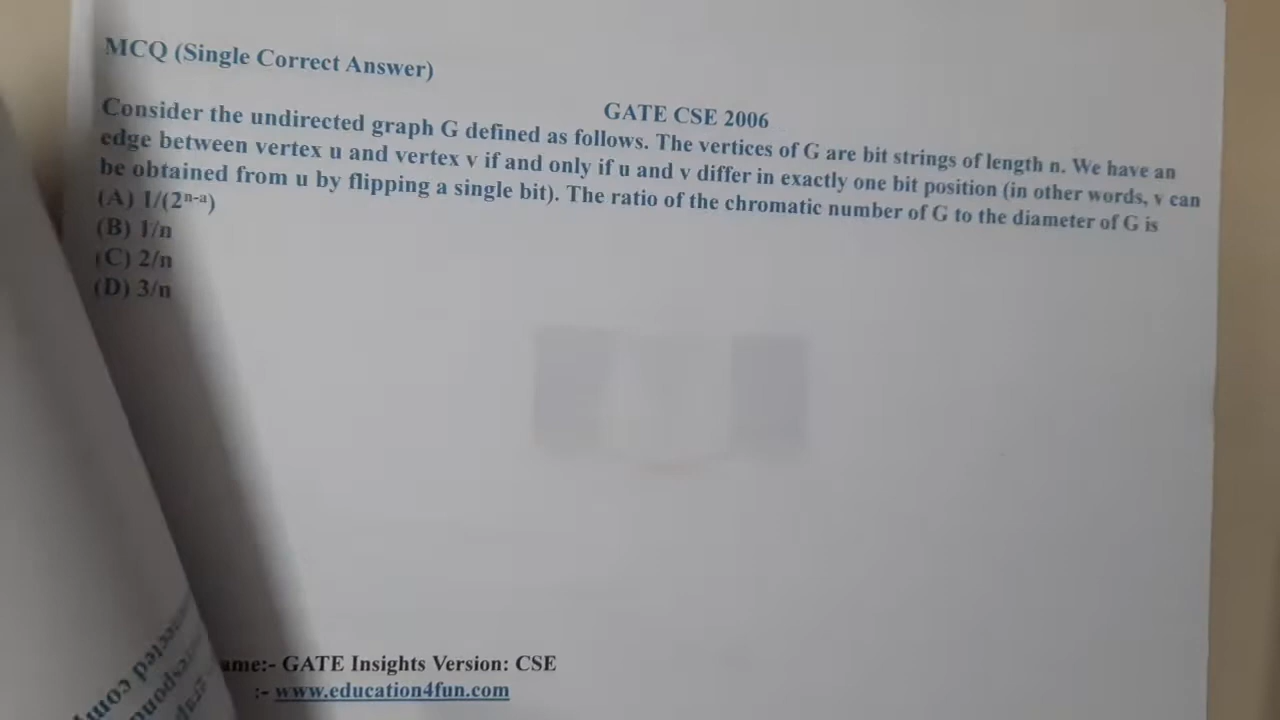 MCQ (Single Correct Answer)
GATE CSE 2006
Consider the undirected graph G defined as follows. The vertices of G are bit strings of length n. We have an
edge between vertex u and vertex v if and only if u and v differ in exactly one bit position (in other words, v can
be obtained from u by flipping a single bit). The ratio of the chromatic number of G to the diameter of G is
(A) 1/(2ⁿ⁻ᵃ)
(B) 1/n
(C) 2/n
(D) 3/n
ame:- GATE Insights Version: CSE
:- www.education4fun.com